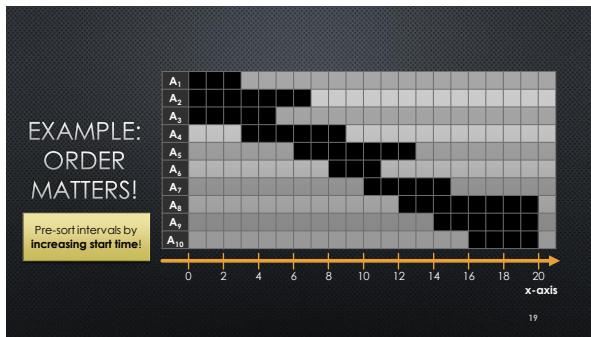 EXAMPLE:
ORDER
MATTERS!
Pre-sort intervals by
increasing start time!
A1
A2
A3
A4
A5
A6
A7
A8
A9
A10
0 2 4 6 8 10 12 14 16 18 20
x-axis
19